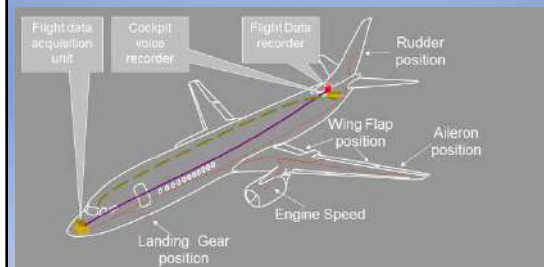 Flight data
acquisition
unit
Cockpit
voice
recorder
Flight Data
recorder
Rudder
position
Wing Flap
position
Aileron
position
Engine Speed
Landing Gear
position